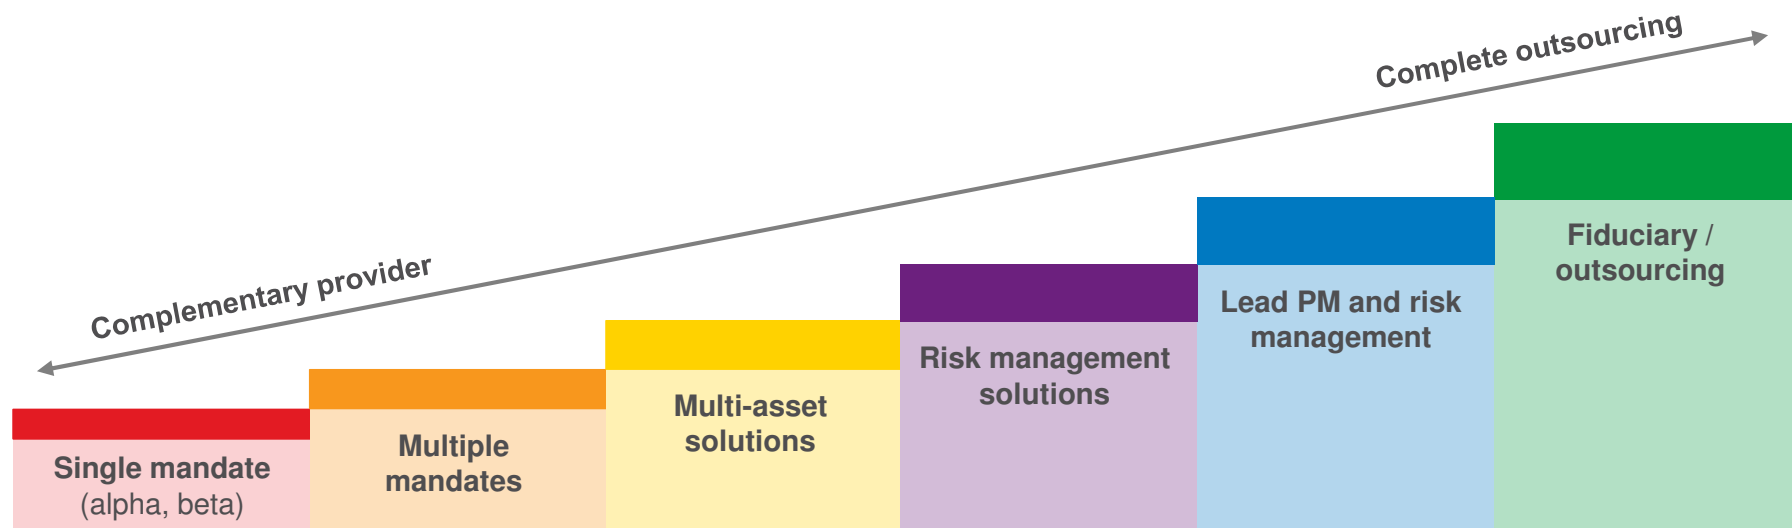 Complete outsourcing
Complementary provider
Single mandate
(alpha, beta)
Multiple
mandates
Multi-asset
solutions
Risk management
solutions
Lead PM and risk
management
Fiduciary /
outsourcing